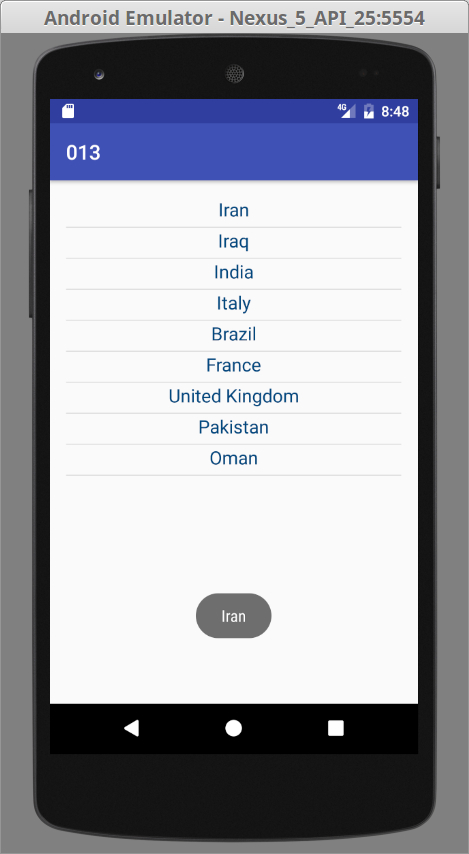 Android Emulator - Nexus_5_API_25:5554
4G 8:48
013
Iran
Iraq
India
Italy
Brazil
France
United Kingdom
Pakistan
Oman
Iran